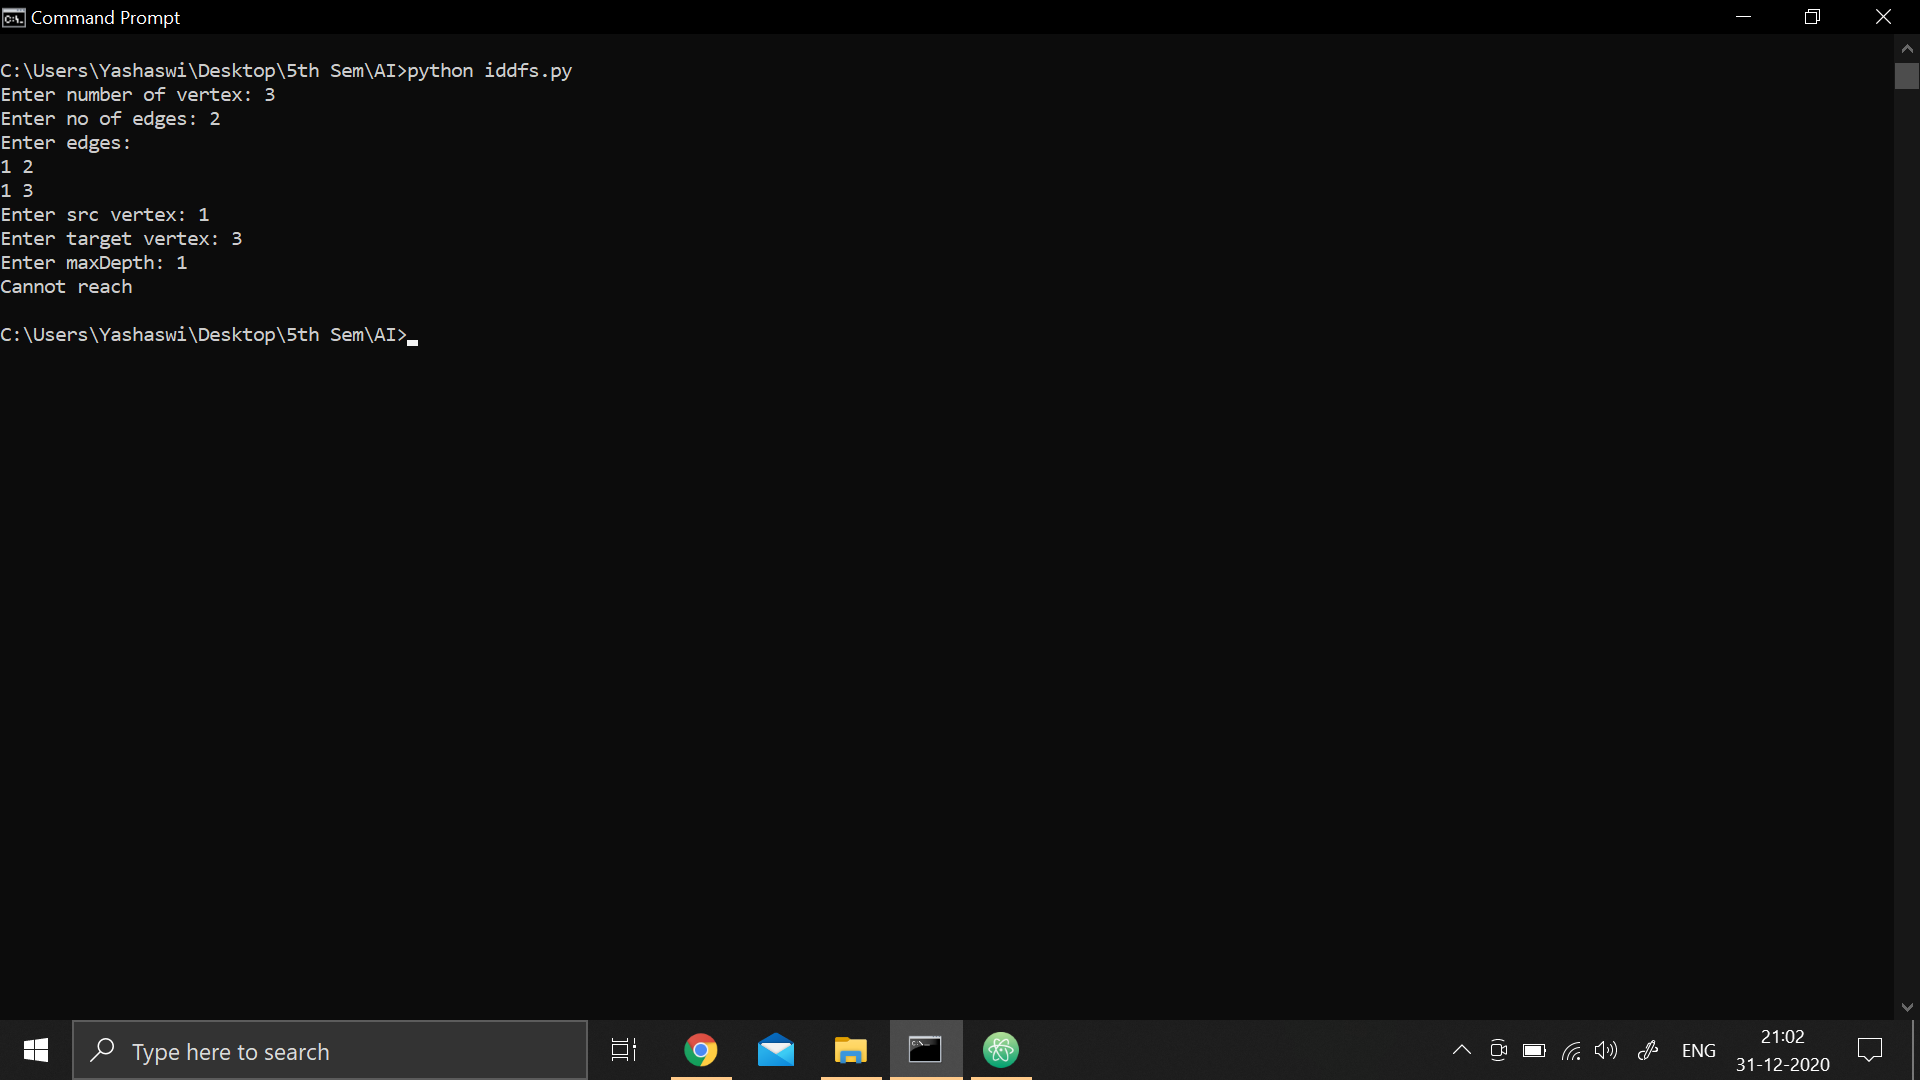 Command Prompt
C:\Users\Yashaswi\Desktop\5th Sem\AI>python iddfs.py
Enter number of vertex: 3
Enter no of edges: 2
Enter edges:
1 2
1 3
Enter src vertex: 1
Enter target vertex: 3
Enter maxDepth: 1
Cannot reach
C:\Users\Yashaswi\Desktop\5th Sem\AI>
Type here to search
ENG
21:02
31-12-2020